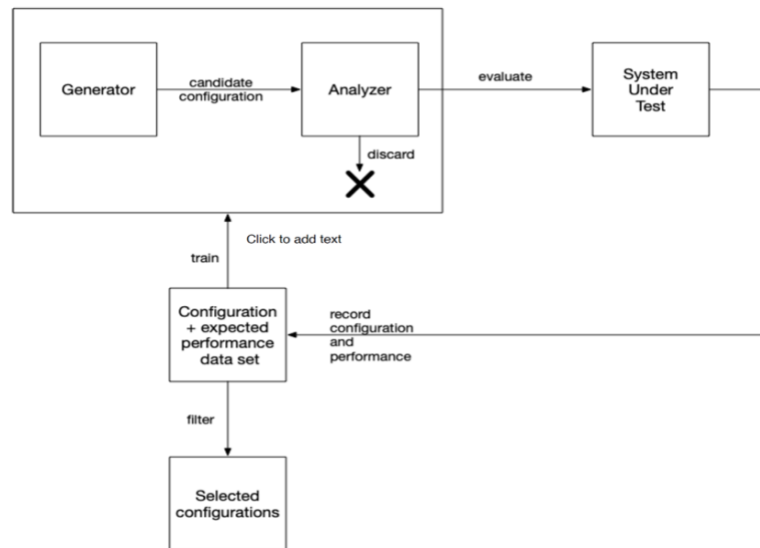 Generator
candidate
configuration
Analyzer
evaluate
System
Under
Test
discard
Click to add text
train
Configuration
+ expected
performance
data set
record
configuration
and
performance
filter
Selected
configurations